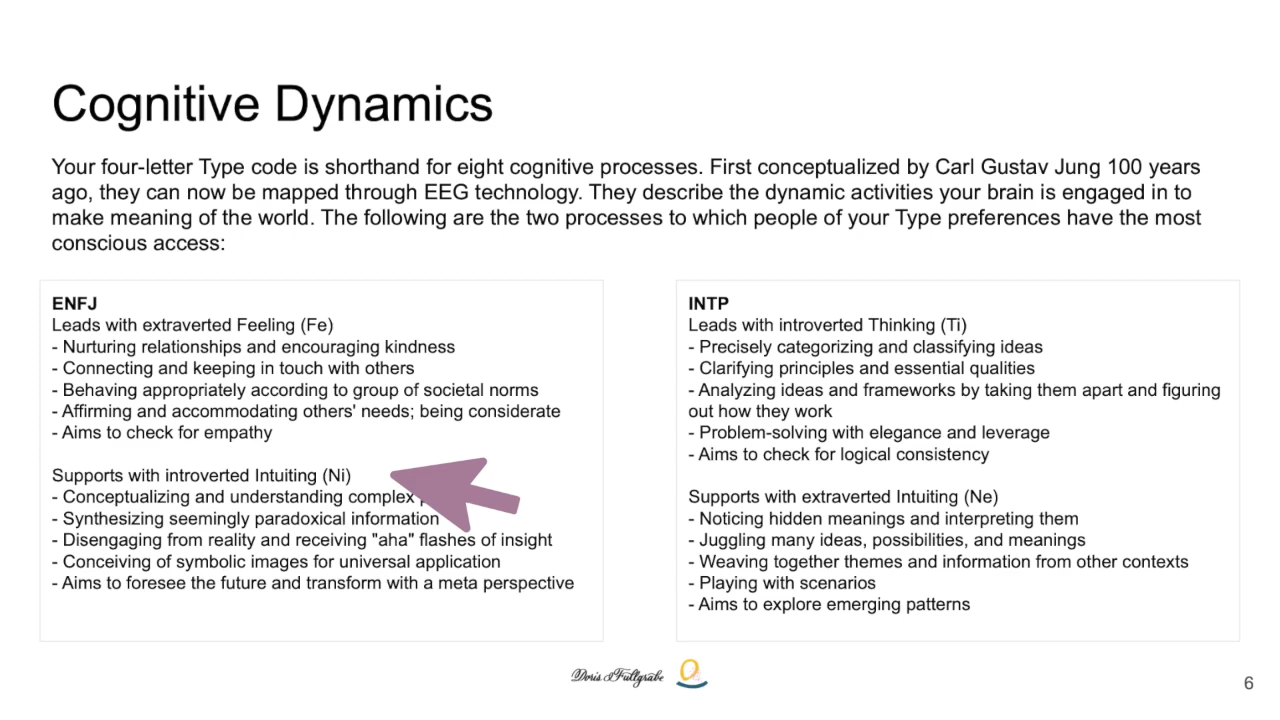 Cognitive Dynamics
Your four-letter Type code is shorthand for eight cognitive processes. First conceptualized by Carl Gustav Jung 100 years
ago, they can now be mapped through EEG technology. They describe the dynamic activities your brain is engaged in to
make meaning of the world. The following are the two processes to which people of your Type preferences have the most
conscious access:
ENFJ
Leads with extraverted Feeling (Fe)
- Nurturing relationships and encouraging kindness
- Connecting and keeping in touch with others
- Behaving appropriately according to group of societal norms
- Affirming and accommodating others' needs; being considerate
- Aims to check for empathy
Supports with introverted Intuiting (Ni)
- Conceptualizing and understanding complex
- Synthesizing seemingly paradoxical information
- Disengaging from reality and receiving "aha" flashes of insight
- Conceiving of symbolic images for universal application
- Aims to foresee the future and transform with a meta perspective
INTP
Leads with introverted Thinking (Ti)
- Precisely categorizing and classifying ideas
- Clarifying principles and essential qualities
- Analyzing ideas and frameworks by taking them apart and figuring
out how they work
- Problem-solving with elegance and leverage
- Aims to check for logical consistency
Supports with extraverted Intuiting (Ne)
- Noticing hidden meanings and interpreting them
- Juggling many ideas, possibilities, and meanings
- Weaving together themes and information from other contexts
- Playing with scenarios
- Aims to explore emerging patterns
Doris Füllgrabe
6